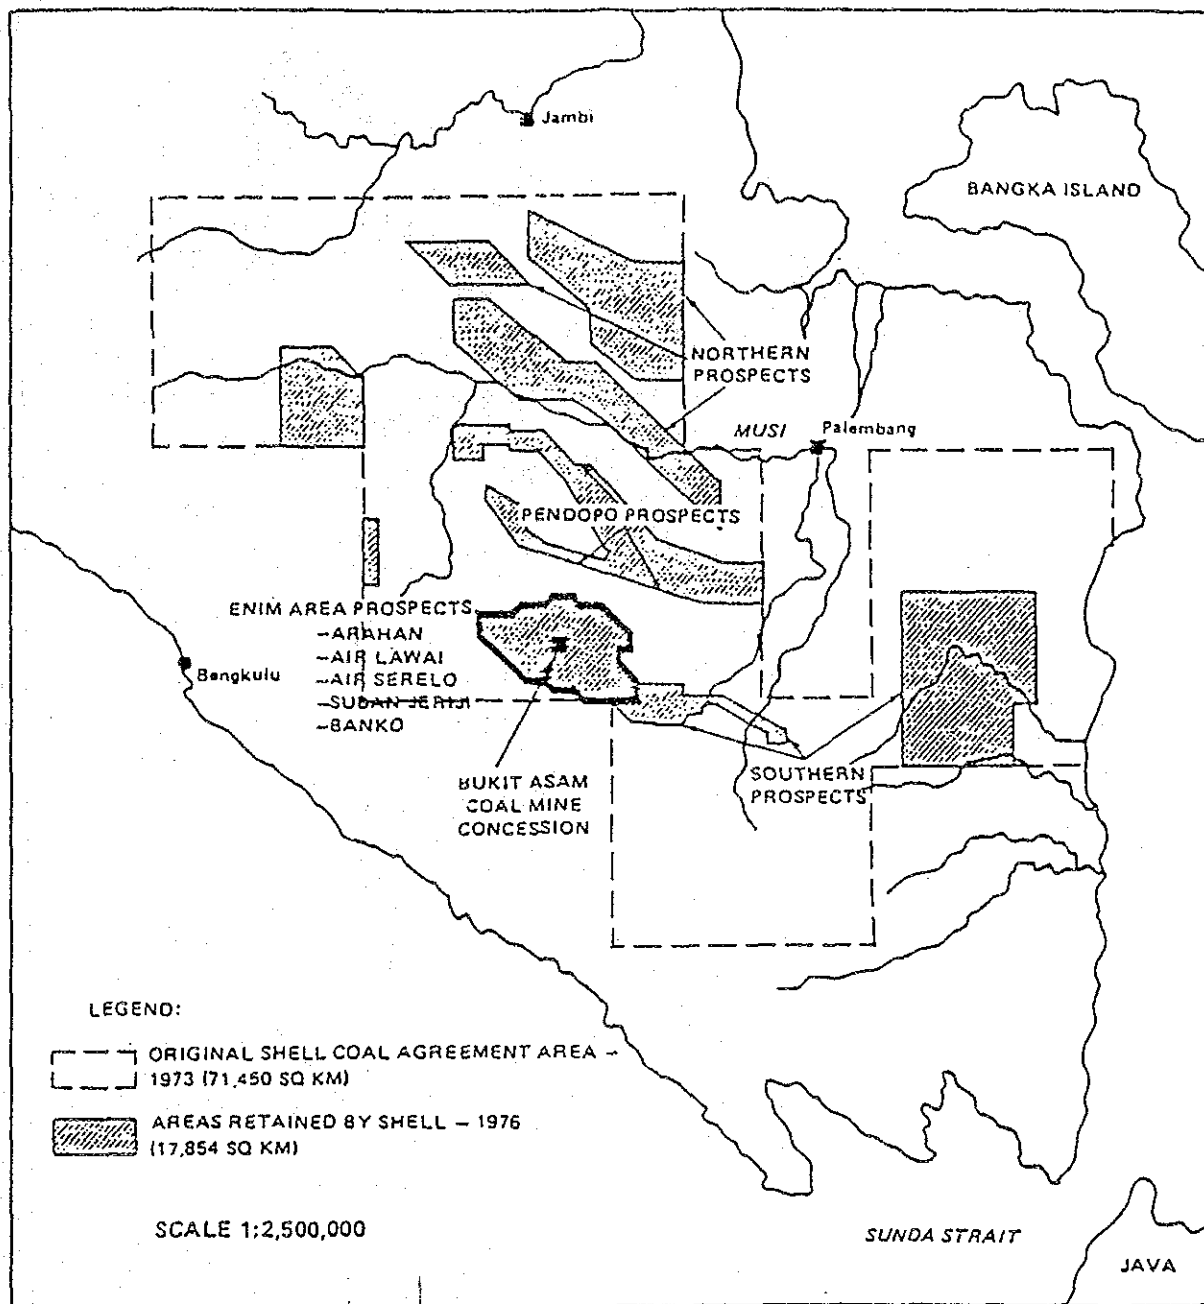 Jambi
BANGKA ISLAND
NORTHERN
PROSPECTS
MUSI
Palembang
PENDOPO PROSPECTS
ENIM AREA PROSPECTS
–ARAHAN
–AIR LAWAI
–AIR SERELO
–SUBAN JERIJI
–BANKO
Bengkulu
BUKIT ASAM
COAL MINE
CONCESSION
SOUTHERN
PROSPECTS
LEGEND:
ORIGINAL SHELL COAL AGREEMENT AREA –
1973 (71,450 SQ KM)
AREAS RETAINED BY SHELL – 1976
(17,854 SQ KM)
SCALE 1:2,500,000
SUNDA STRAIT
JAVA